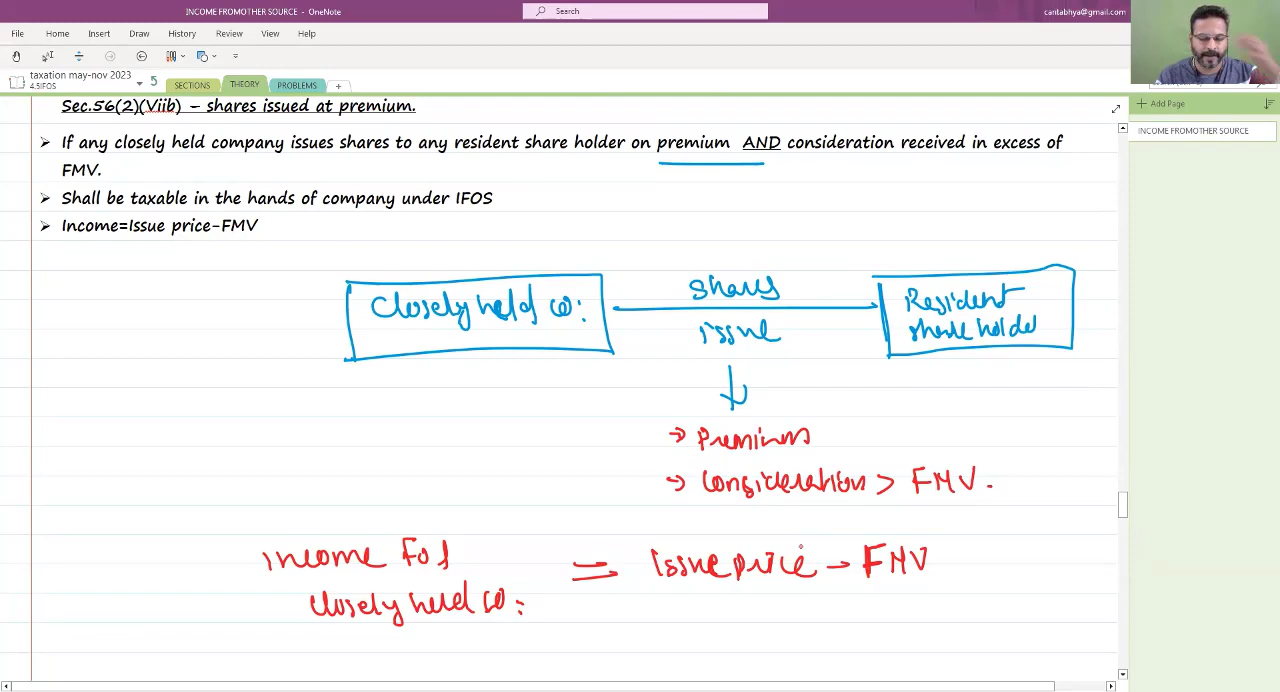 INCOME FROMOTHER SOURCE - OneNote
Search
cantabhya@gmail.com
File Home Insert Draw History Review View Help
taxation may-nov 2023
4.5IFOS
5
SECTIONS THEORY PROBLEMS +
+ Add Page
INCOME FROMOTHER SOURCE
Sec.56(2)(Viib) – shares issued at premium.
If any closely held company issues shares to any resident share holder on premium AND consideration received in excess of
FMV.
Shall be taxable in the hands of company under IFOS
Income=Issue price-FMV
Closely held co:
shares
issue
Resident
share holder
→ Premium
→ Consideration > FMV.
income For
closely held co:
= issue price - FMV